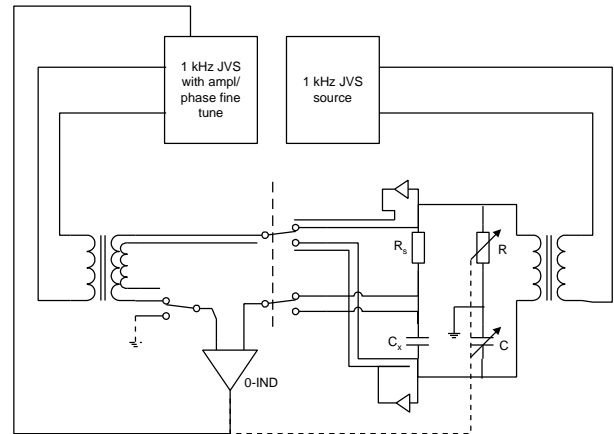 1 kHz JVS
with ampl/
phase fine
tune
1 kHz JVS
source
Rs
R
Cx
C
0-IND